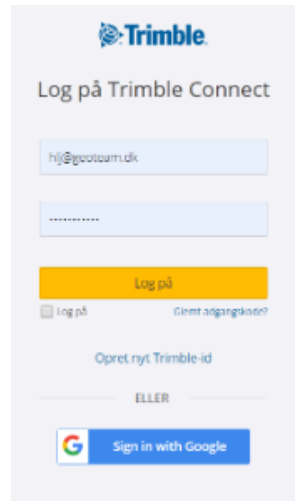 Trimble.
Log på Trimble Connect
hlj@geoteam.dk
-----------
Log på
Log på Glemt adgangskode?
Opret nyt Trimble-id
ELLER
G Sign in with Google